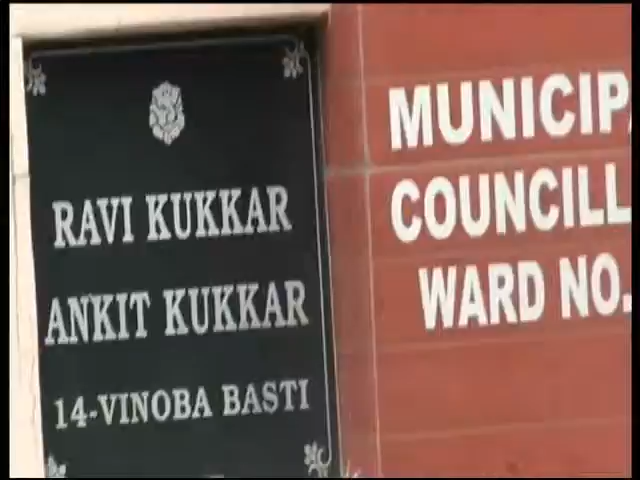 RAVI KUKKAR
ANKIT KUKKAR
14-VINOBA BASTI
MUNICIPA
COUNCILL
WARD NO.